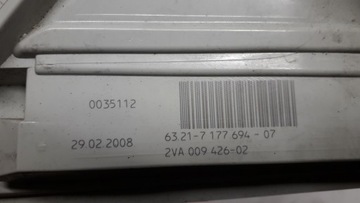 0035112
29.02.2008
63.21-7 177 694 - 07
2VA 009 426-02